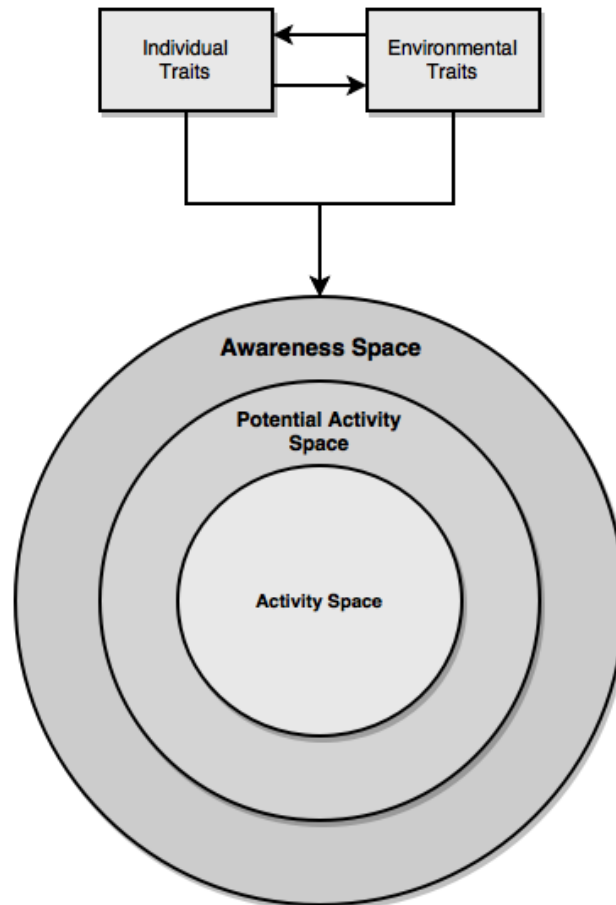 Individual
Traits
Environmental
Traits
Awareness Space
Potential Activity
Space
Activity Space